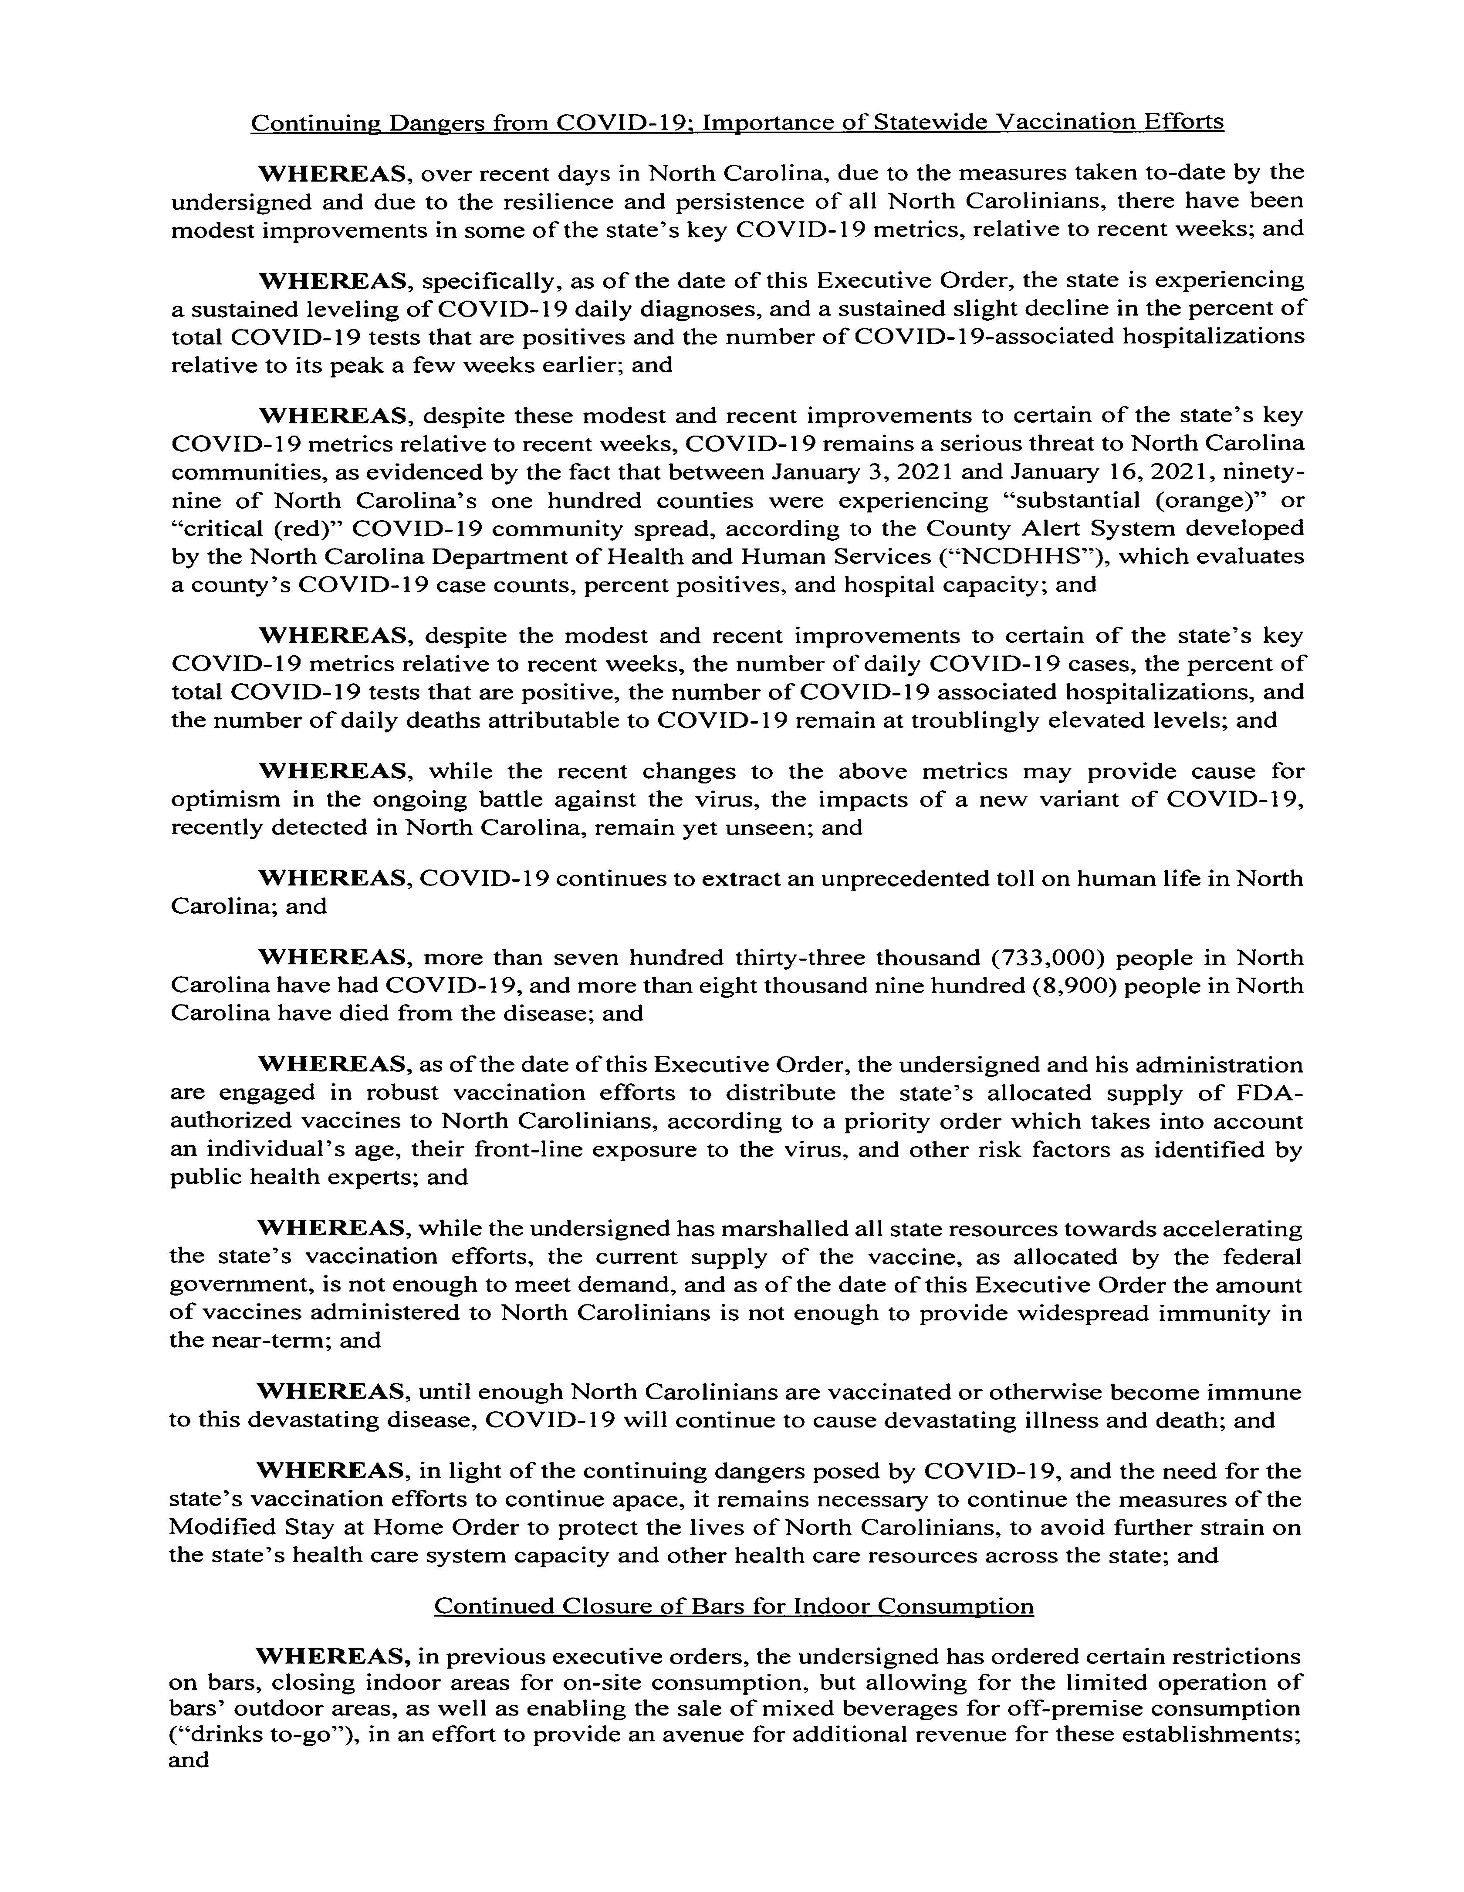 Continuing Dangers from COVID-19; Importance of Statewide Vaccination Efforts
WHEREAS, over recent days in North Carolina, due to the measures taken to-date by the
undersigned and due to the resilience and persistence of all North Carolinians, there have been
modest improvements in some of the state's key COVID-19 metrics, relative to recent weeks; and
WHEREAS, specifically, as of the date of this Executive Order, the state is experiencing
a sustained leveling of COVID-19 daily diagnoses, and a sustained slight decline in the percent of
total COVID-19 tests that are positives and the number of COVID-19-associated hospitalizations
relative to its peak a few weeks earlier; and
WHEREAS, despite these modest and recent improvements to certain of the state's key
COVID-19 metrics relative to recent weeks, COVID-19 remains a serious threat to North Carolina
communities, as evidenced by the fact that between January 3, 2021 and January 16, 2021, ninety-
nine of North Carolina's one hundred counties were experiencing “substantial (orange)” or
“critical (red)” COVID-19 community spread, according to the County Alert System developed
by the North Carolina Department of Health and Human Services (“NCDHHS”), which evaluates
a county's COVID-19 case counts, percent positives, and hospital capacity; and
WHEREAS, despite the modest and recent improvements to certain of the state's key
COVID-19 metrics relative to recent weeks, the number of daily COVID-19 cases, the percent of
total COVID-19 tests that are positive, the number of COVID-19 associated hospitalizations, and
the number of daily deaths attributable to COVID-19 remain at troublingly elevated levels; and
WHEREAS, while the recent changes to the above metrics may provide cause for
optimism in the ongoing battle against the virus, the impacts of a new variant of COVID-19,
recently detected in North Carolina, remain yet unseen; and
WHEREAS, COVID-19 continues to extract an unprecedented toll on human life in North
Carolina; and
WHEREAS, more than seven hundred thirty-three thousand (733,000) people in North
Carolina have had COVID-19, and more than eight thousand nine hundred (8,900) people in North
Carolina have died from the disease; and
WHEREAS, as of the date of this Executive Order, the undersigned and his administration
are engaged in robust vaccination efforts to distribute the state's allocated supply of FDA-
authorized vaccines to North Carolinians, according to a priority order which takes into account
an individual's age, their front-line exposure to the virus, and other risk factors as identified by
public health experts; and
WHEREAS, while the undersigned has marshalled all state resources towards accelerating
the state's vaccination efforts, the current supply of the vaccine, as allocated by the federal
government, is not enough to meet demand, and as of the date of this Executive Order the amount
of vaccines administered to North Carolinians is not enough to provide widespread immunity in
the near-term; and
WHEREAS, until enough North Carolinians are vaccinated or otherwise become immune
to this devastating disease, COVID-19 will continue to cause devastating illness and death; and
WHEREAS, in light of the continuing dangers posed by COVID-19, and the need for the
state's vaccination efforts to continue apace, it remains necessary to continue the measures of the
Modified Stay at Home Order to protect the lives of North Carolinians, to avoid further strain on
the state's health care system capacity and other health care resources across the state; and
Continued Closure of Bars for Indoor Consumption
WHEREAS, in previous executive orders, the undersigned has ordered certain restrictions
on bars, closing indoor areas for on-site consumption, but allowing for the limited operation of
bars' outdoor areas, as well as enabling the sale of mixed beverages for off-premise consumption
(“drinks to-go”), in an effort to provide an avenue for additional revenue for these establishments;
and